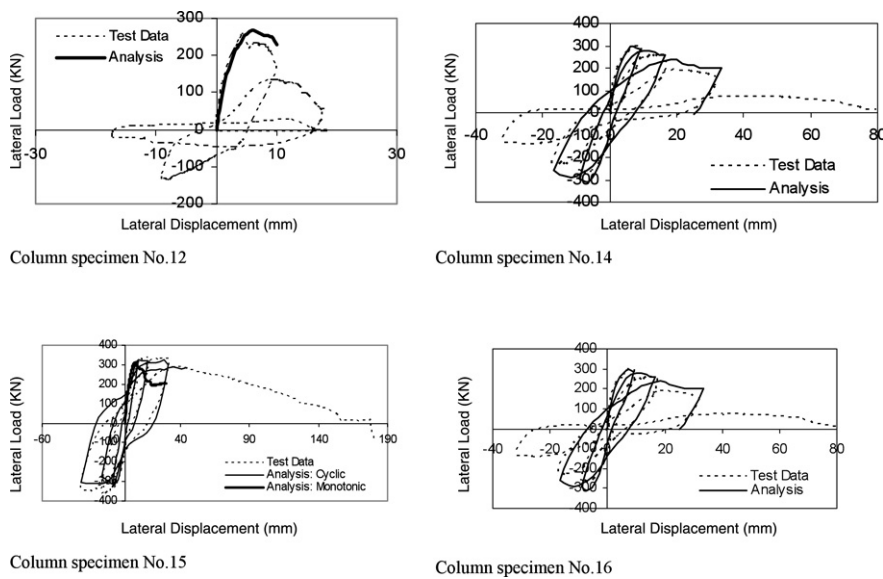 300
Test Data
Analysis
200
100
0
-30
-10
10
30
-100
-200
Lateral Load (KN)
Lateral Displacement (mm)
Column specimen No.12
400
300
200
100
0
-40
-20
0
20
40
60
80
-100
-200
-300
-400
Test Data
Analysis
Lateral Load (KN)
Lateral Displacement (mm)
Column specimen No.14
400
300
200
100
-60
40
90
140
190
Test Data
Analysis: Cyclic
Analysis: Monotonic
Lateral Load (KN)
Lateral Displacement (mm)
Column specimen No.15
400
300
200
100
0
-40
-20
0
20
40
60
80
-100
-200
-300
-400
Test Data
Analysis
Lateral Load (KN)
Lateral Displacement (mm)
Column specimen No.16